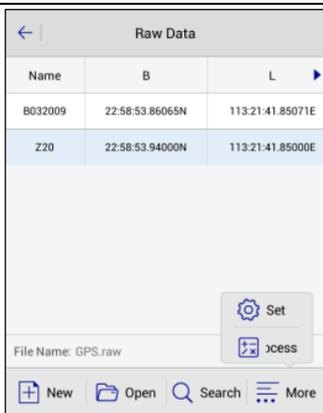 Raw Data
Name B L
B032009 22:58:53.86065N 113:21:41.85071E
Z20 22:58:53.94000N 113:21:41.85000E
Set
ocess
File Name: GPS.raw
New Open Search More